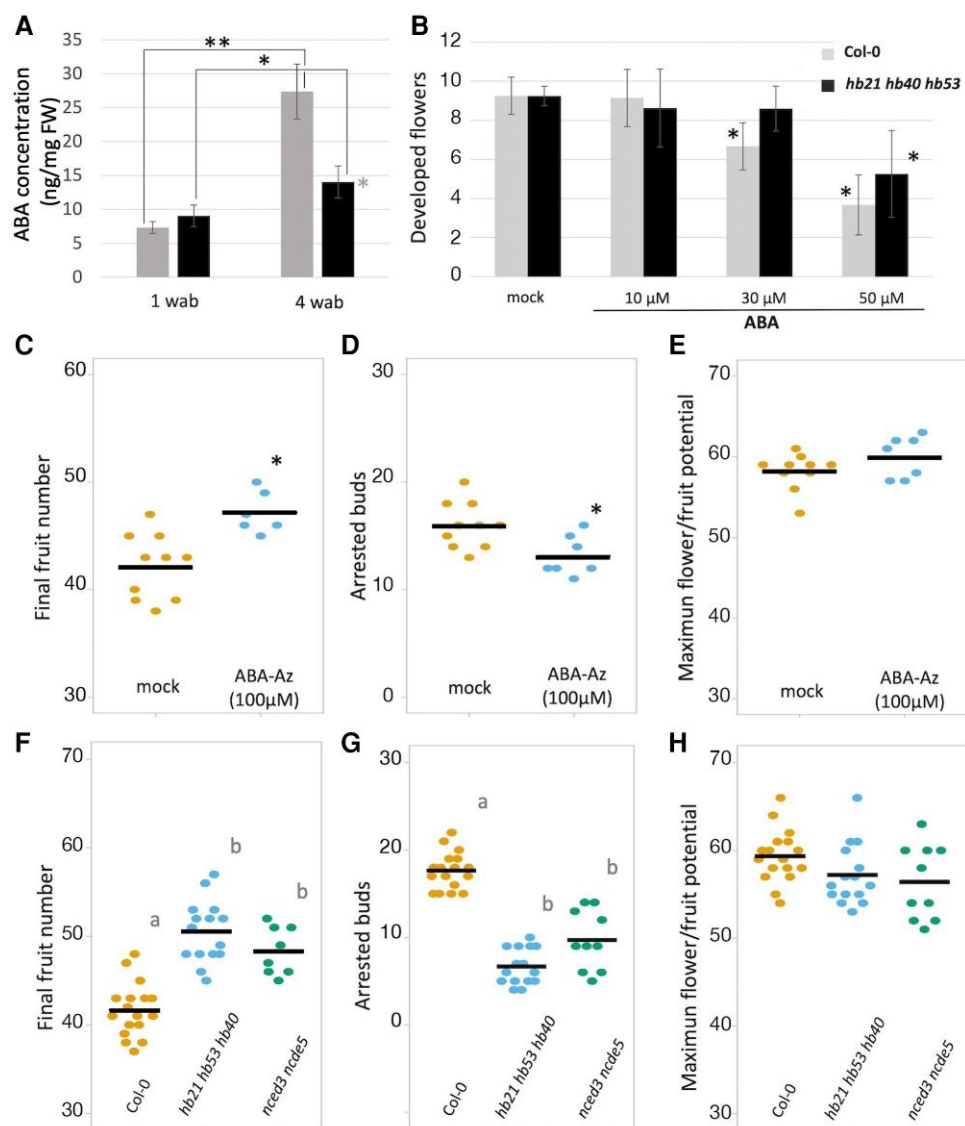 A
ABA concentration
(ng/mg FW)
35
30
25
20
15
10
5
0
**
*
*
1 wab
4 wab
B
Developed flowers
12
10
8
6
4
2
0
Col-0
hb21 hb40 hb53
*
*
*
mock
10 µM
30 µM
50 µM
ABA
C
Final fruit number
60
50
40
30
*
mock
ABA-Az
(100µM)
D
Arrested buds
30
20
10
0
*
mock
ABA-Az
(100µM)
E
Maximun flower/fruit potential
70
60
50
40
30
mock
ABA-Az
(100µM)
F
Final fruit number
70
60
50
40
30
a
b
b
Col-0
hb21 hb53 hb40
nced3 ncde5
G
Arrested buds
30
20
10
0
a
b
b
Col-0
hb21 hb53 hb40
nced3 ncde5
H
Maximun flower/fruit potential
70
60
50
40
30
Col-0
hb21 hb53 hb40
nced3 ncde5